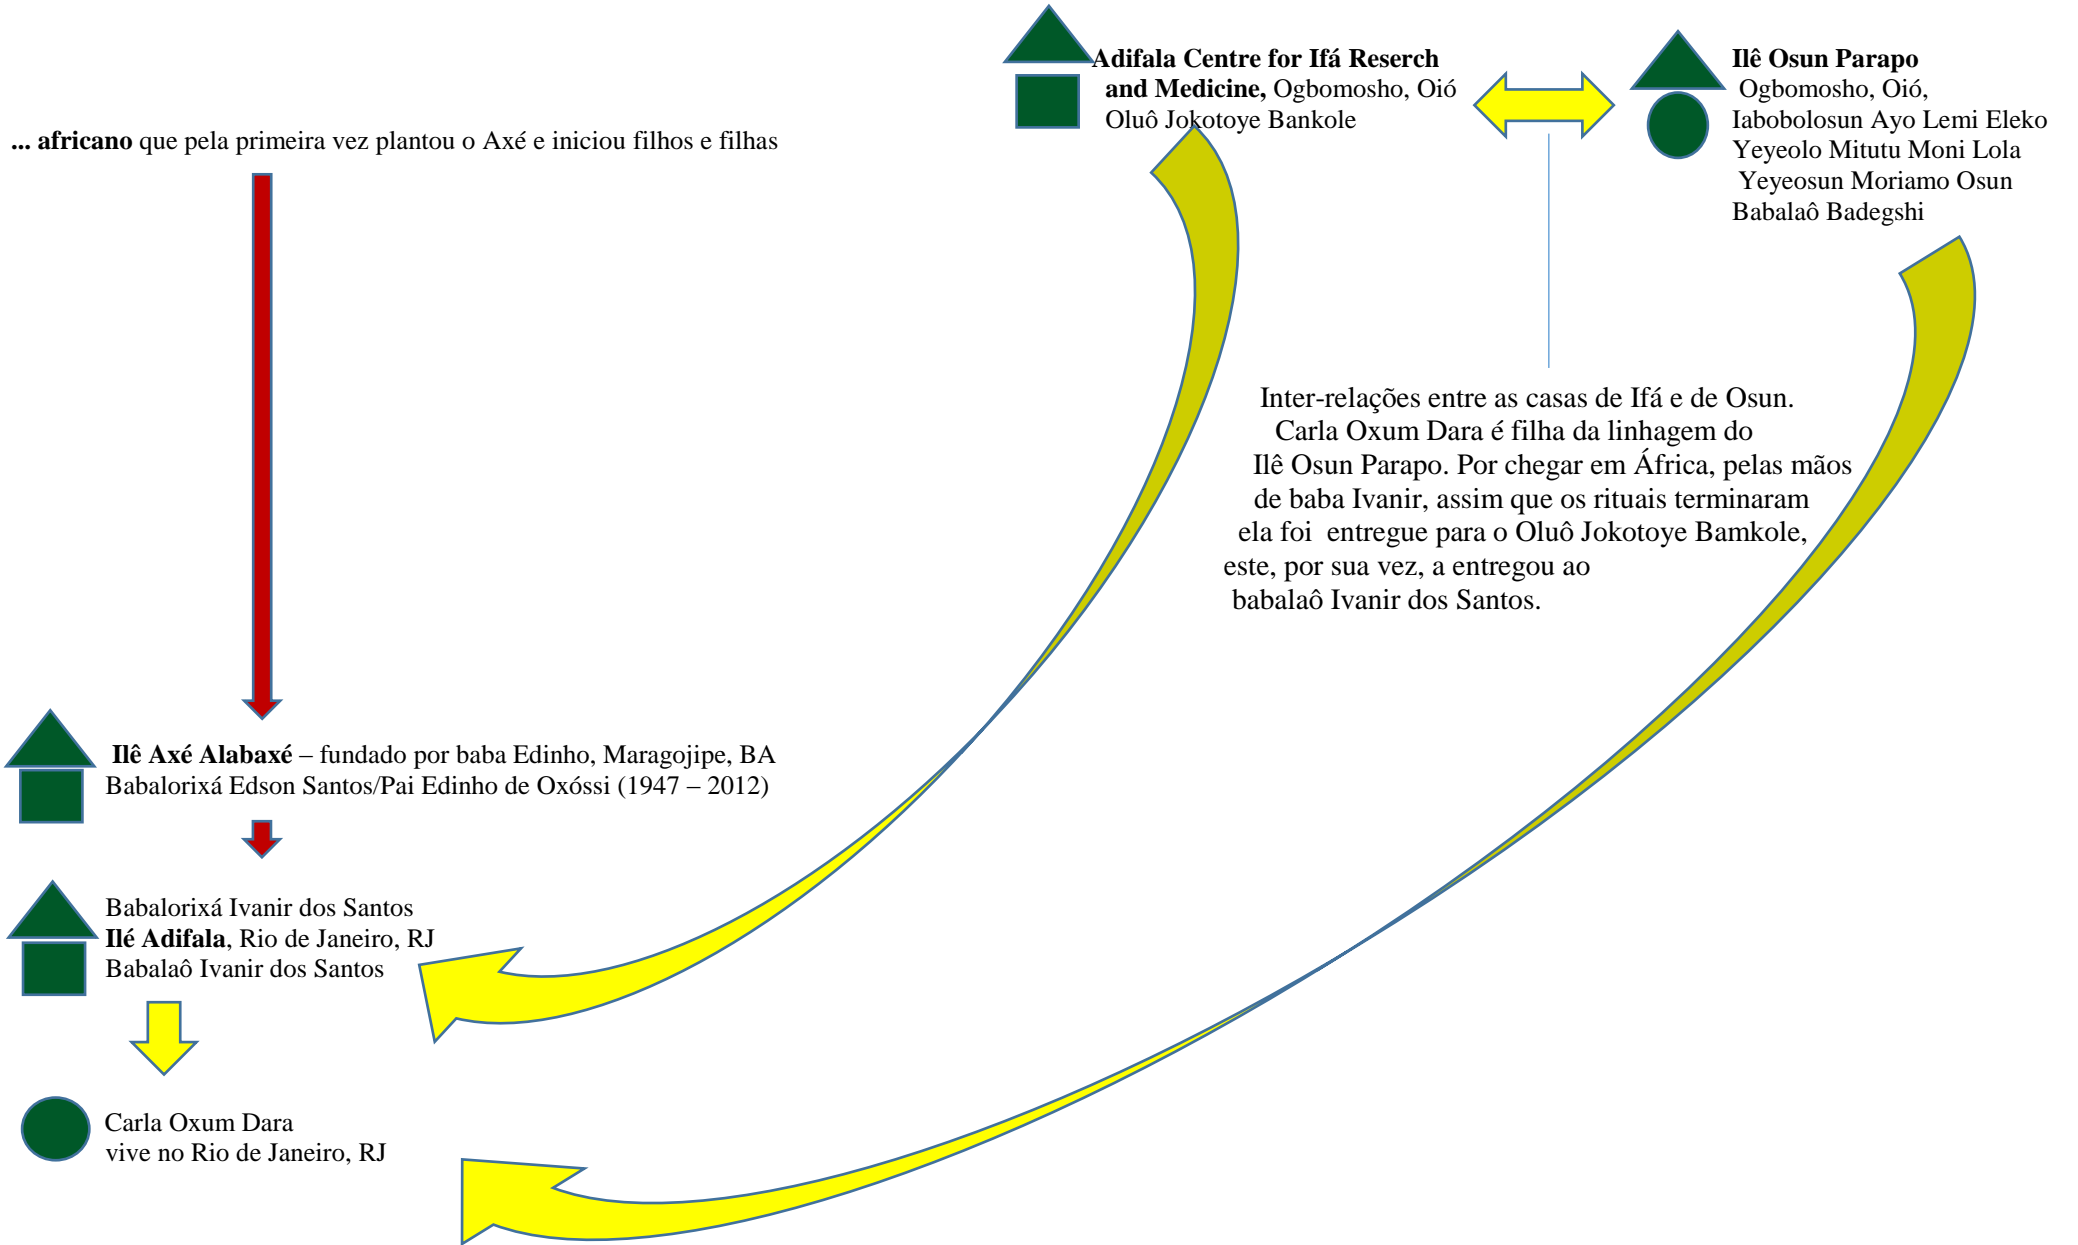 ... africano que pela primeira vez plantou o Axé e iniciou filhos e filhas
Adifala Centre for Ifá Reserch
and Medicine, Ogbomosho, Oió
Oluô Jokotoye Bankole
Ilê Osun Parapo
Ogbomosho, Oió,
Iabobolosun Ayo Lemi Eleko
Yeyeolo Mitutu Moni Lola
Yeyeosun Moriamo Osun
Babalaô Badegshi
Inter-relações entre as casas de Ifá e de Osun.
Carla Oxum Dara é filha da linhagem do
Ilê Osun Parapo. Por chegar em África, pelas mãos
de baba Ivanir, assim que os rituais terminaram
ela foi entregue para o Oluô Jokotoye Bamkole,
este, por sua vez, a entregou ao
babalaô Ivanir dos Santos.
Ilê Axé Alabaxé – fundado por baba Edinho, Maragojipe, BA
Babalorixá Edson Santos/Pai Edinho de Oxóssi (1947 – 2012)
Babalorixá Ivanir dos Santos
Ilé Adifala, Rio de Janeiro, RJ
Babalaô Ivanir dos Santos
Carla Oxum Dara
vive no Rio de Janeiro, RJ